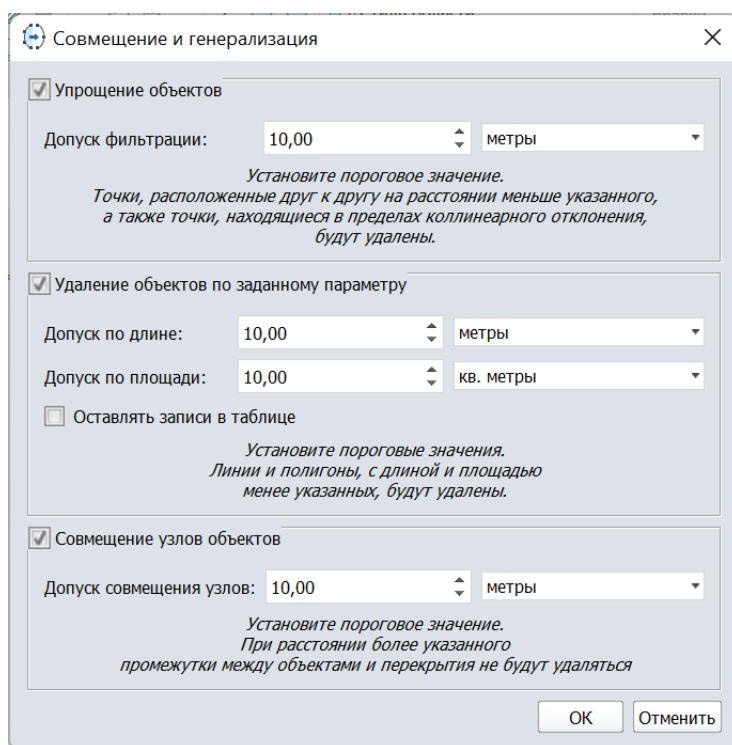 Совмещение и генерализация
Упрощение объектов
Допуск фильтрации: 10,00 метры
Установите пороговое значение.
Точки, расположенные друг к другу на расстоянии меньше указанного,
а также точки, находящиеся в пределах коллинеарного отклонения,
будут удалены.
Удаление объектов по заданному параметру
Допуск по длине: 10,00 метры
Допуск по площади: 10,00 кв. метры
Оставлять записи в таблице
Установите пороговые значения.
Линии и полигоны, с длиной и площадью
менее указанных, будут удалены.
Совмещение узлов объектов
Допуск совмещения узлов: 10,00 метры
Установите пороговое значение.
При расстоянии более указанного
промежутки между объектами и перекрытия не будут удаляться
ОК Отменить